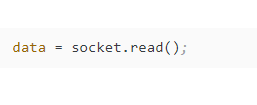 data = socket.read();